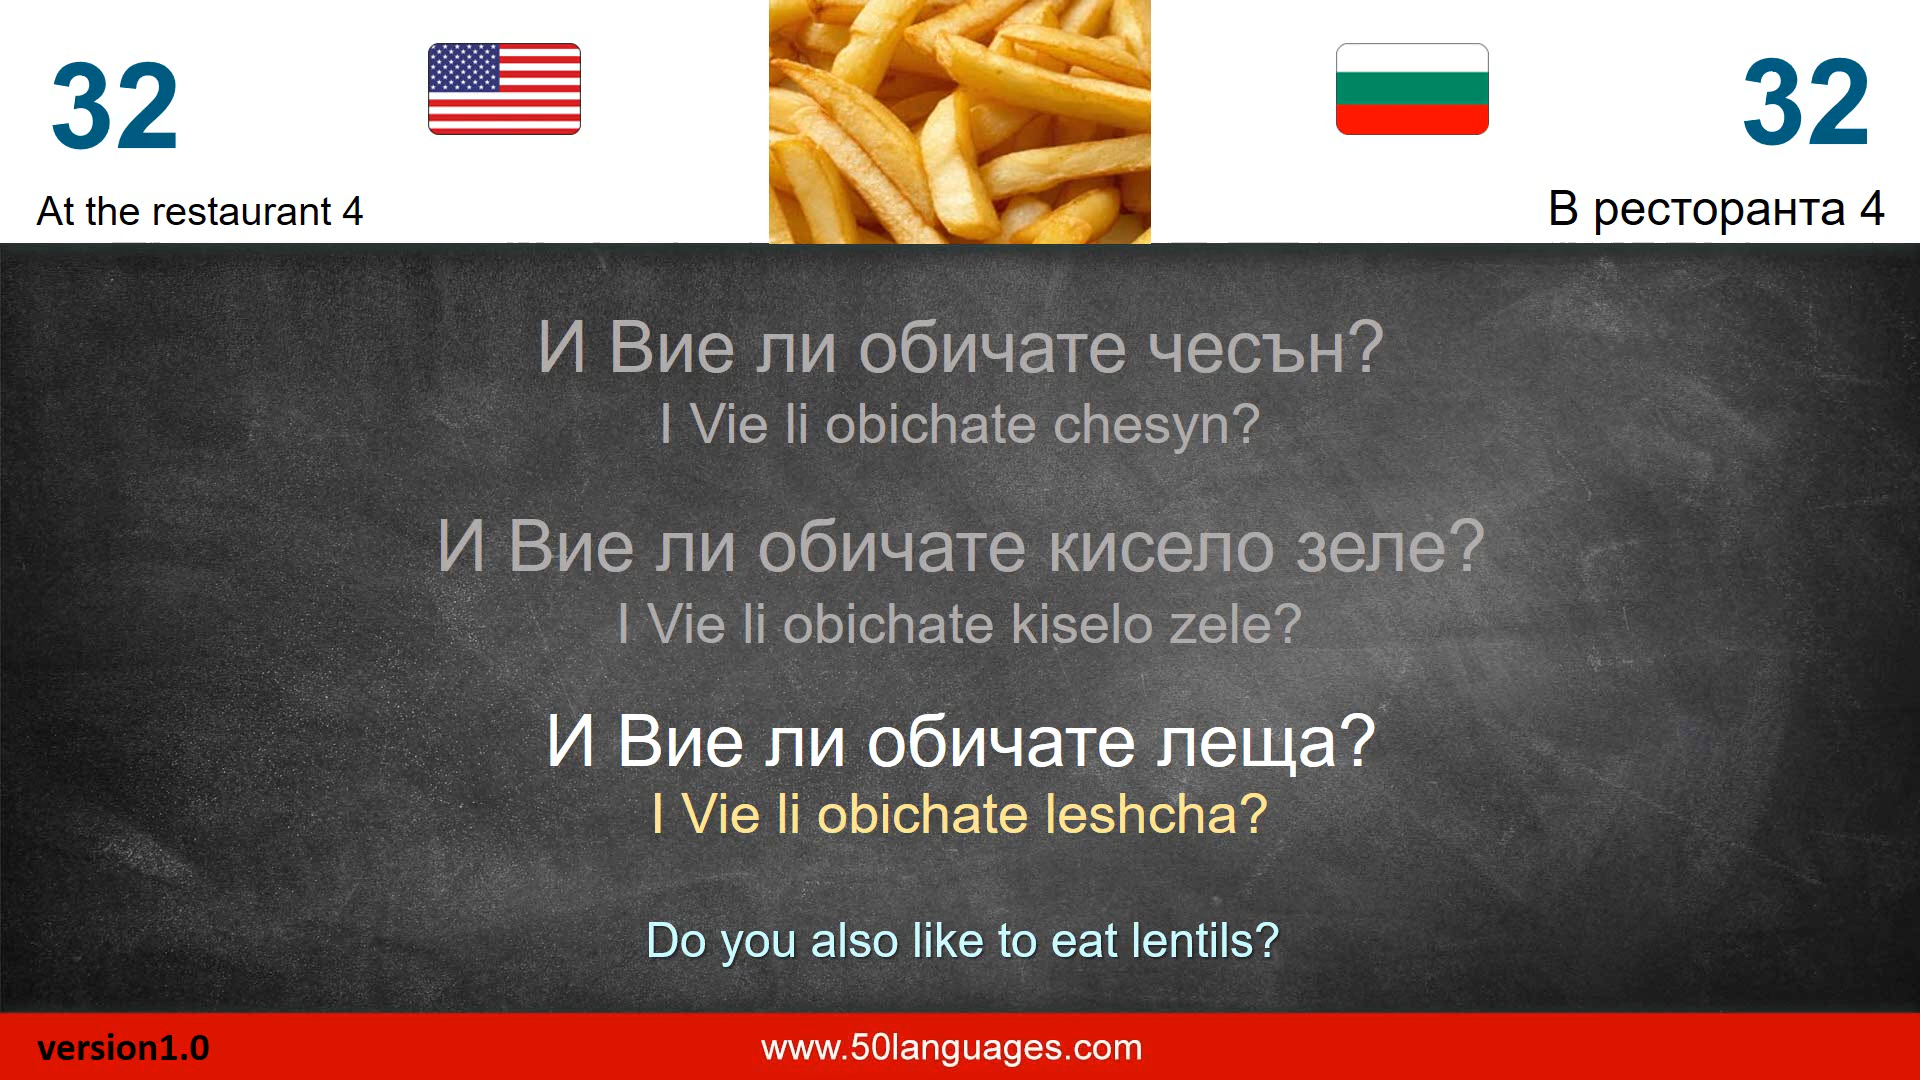 32
32
At the restaurant 4
В ресторанта 4
И Вие ли обичате чесън?
I Vie li obichate chesyn?
И Вие ли обичате кисело зеле?
I Vie li obichate kiselo zele?
И Вие ли обичате леща?
I Vie li obichate leshcha?
Do you also like to eat lentils?
version1.0
www.50languages.com